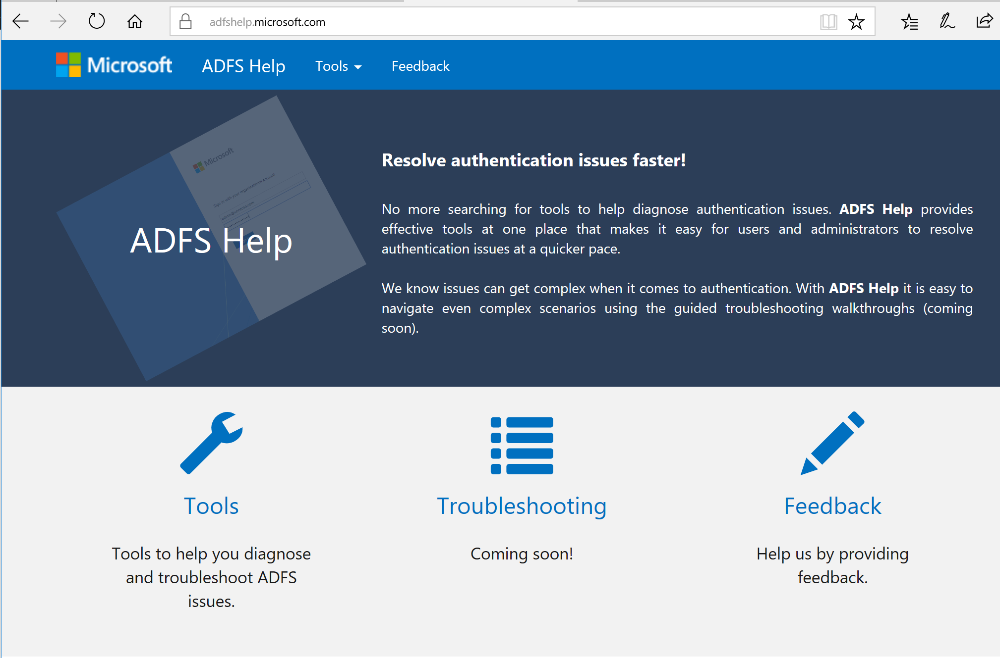 adfshelp.microsoft.com
Microsoft ADFS Help Tools Feedback
Microsoft
Sign in with your organizational account
ADFS Help
Resolve authentication issues faster!
No more searching for tools to help diagnose authentication issues. ADFS Help provides
effective tools at one place that makes it easy for users and administrators to resolve
authentication issues at a quicker pace.
We know issues can get complex when it comes to authentication. With ADFS Help it is easy to
navigate even complex scenarios using the guided troubleshooting walkthroughs (coming
soon).
Tools
Tools to help you diagnose
and troubleshoot ADFS
issues.
Troubleshooting
Coming soon!
Feedback
Help us by providing
feedback.